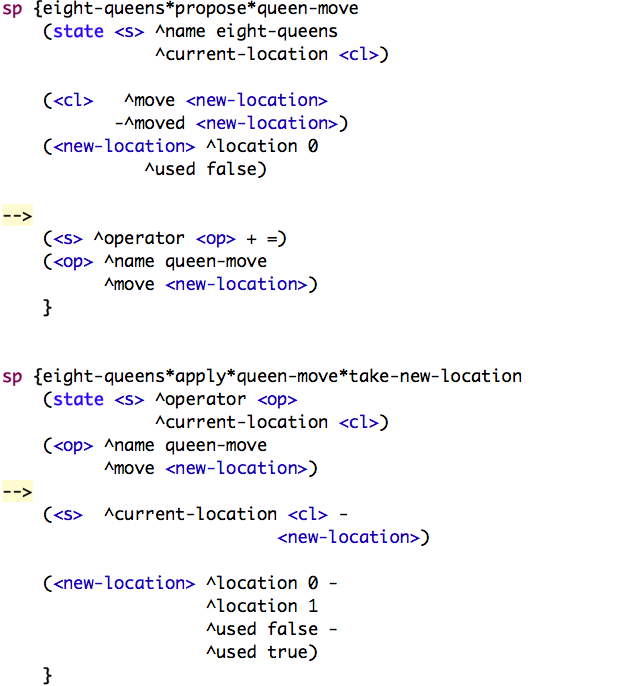 sp {eight-queens*propose*queen-move
    (state <s> ^name eight-queens
               ^current-location <cl>)

    (<cl>   ^move <new-location>
           -^moved <new-location>)
    (<new-location> ^location 0
              ^used false)

-->
    (<s> ^operator <op> + =)
    (<op> ^name queen-move
          ^move <new-location>)
    }


sp {eight-queens*apply*queen-move*take-new-location
    (state <s> ^operator <op>
               ^current-location <cl>)
    (<op> ^name queen-move
          ^move <new-location>)
-->
    (<s>  ^current-location <cl> -
                           <new-location>)

    (<new-location> ^location 0 -
                    ^location 1
                    ^used false -
                    ^used true)
    }